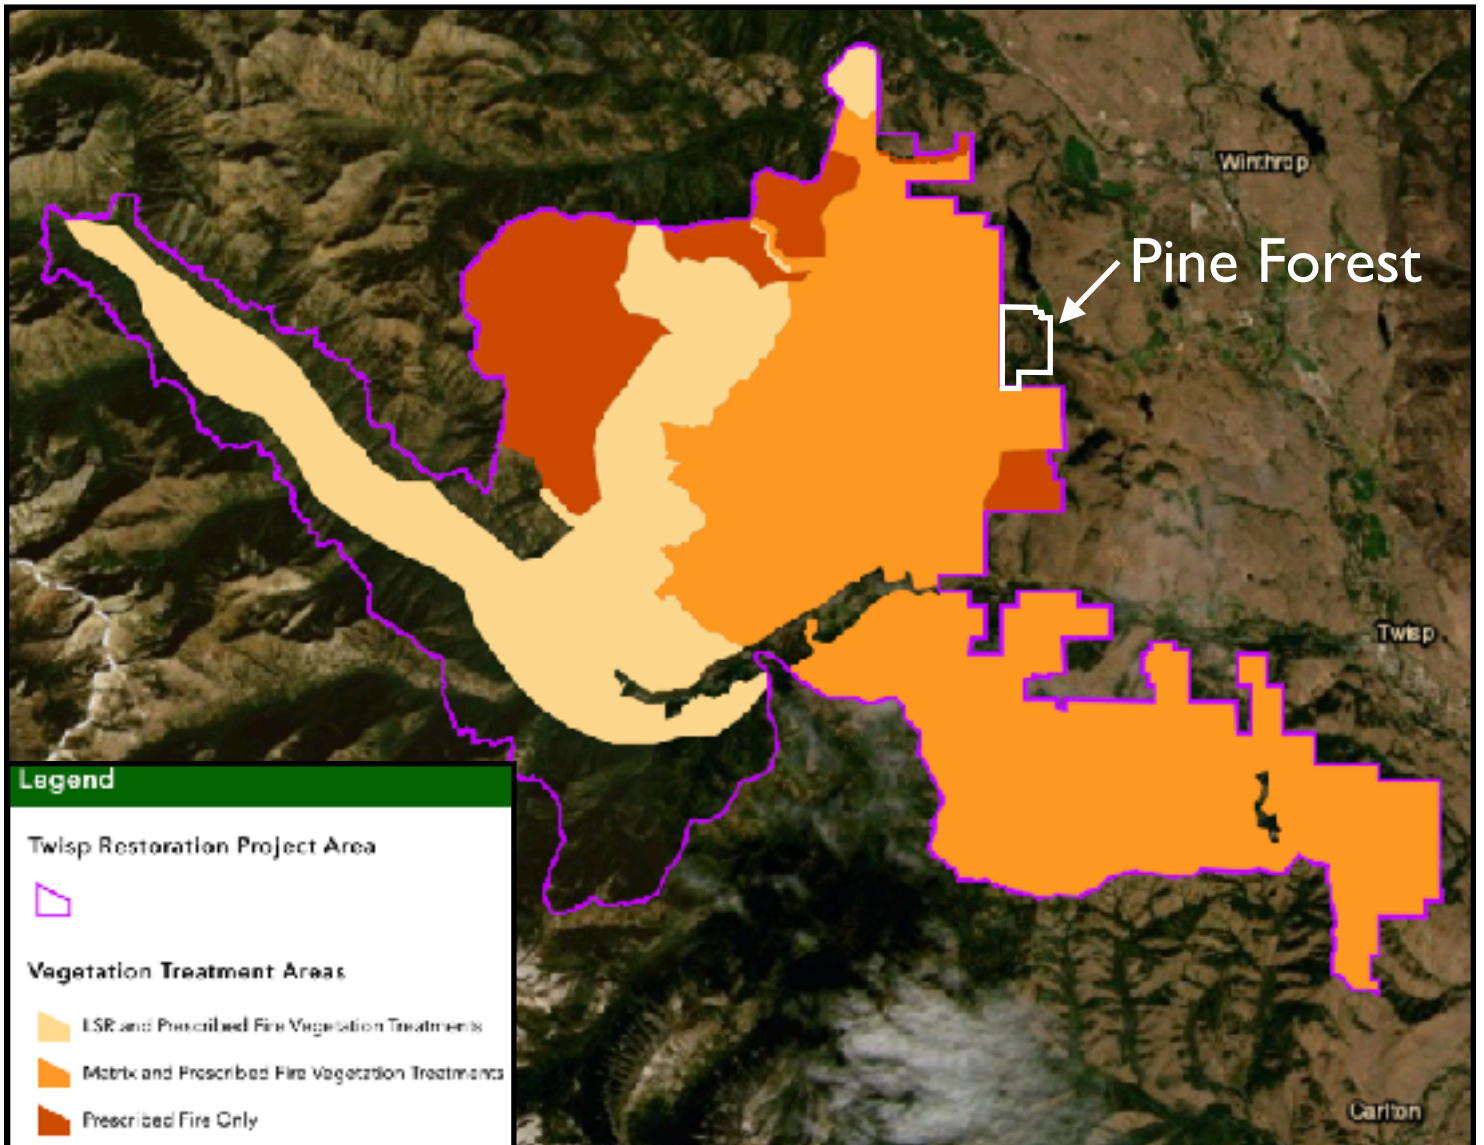 Winthrop
Pine Forest
Twisp
Legend
Twisp Restoration Project Area
Vegetation Treatment Areas
LSR and Prescribed Fire Vegetation Treatments
Matrix and Prescribed Fire Vegetation Treatments
Prescribed Fire Only
Carlton